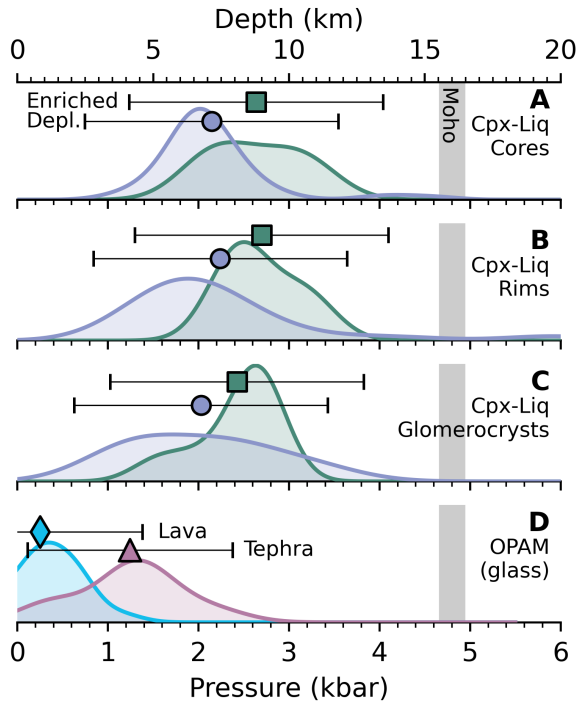 Depth (km)
0 5 10 15 20
Enriched
Depl.
Moho
A
Cpx-Liq
Cores
B
Cpx-Liq
Rims
C
Cpx-Liq
Glomerocrysts
Lava
Tephra
D
OPAM
(glass)
0 1 2 3 4 5 6
Pressure (kbar)